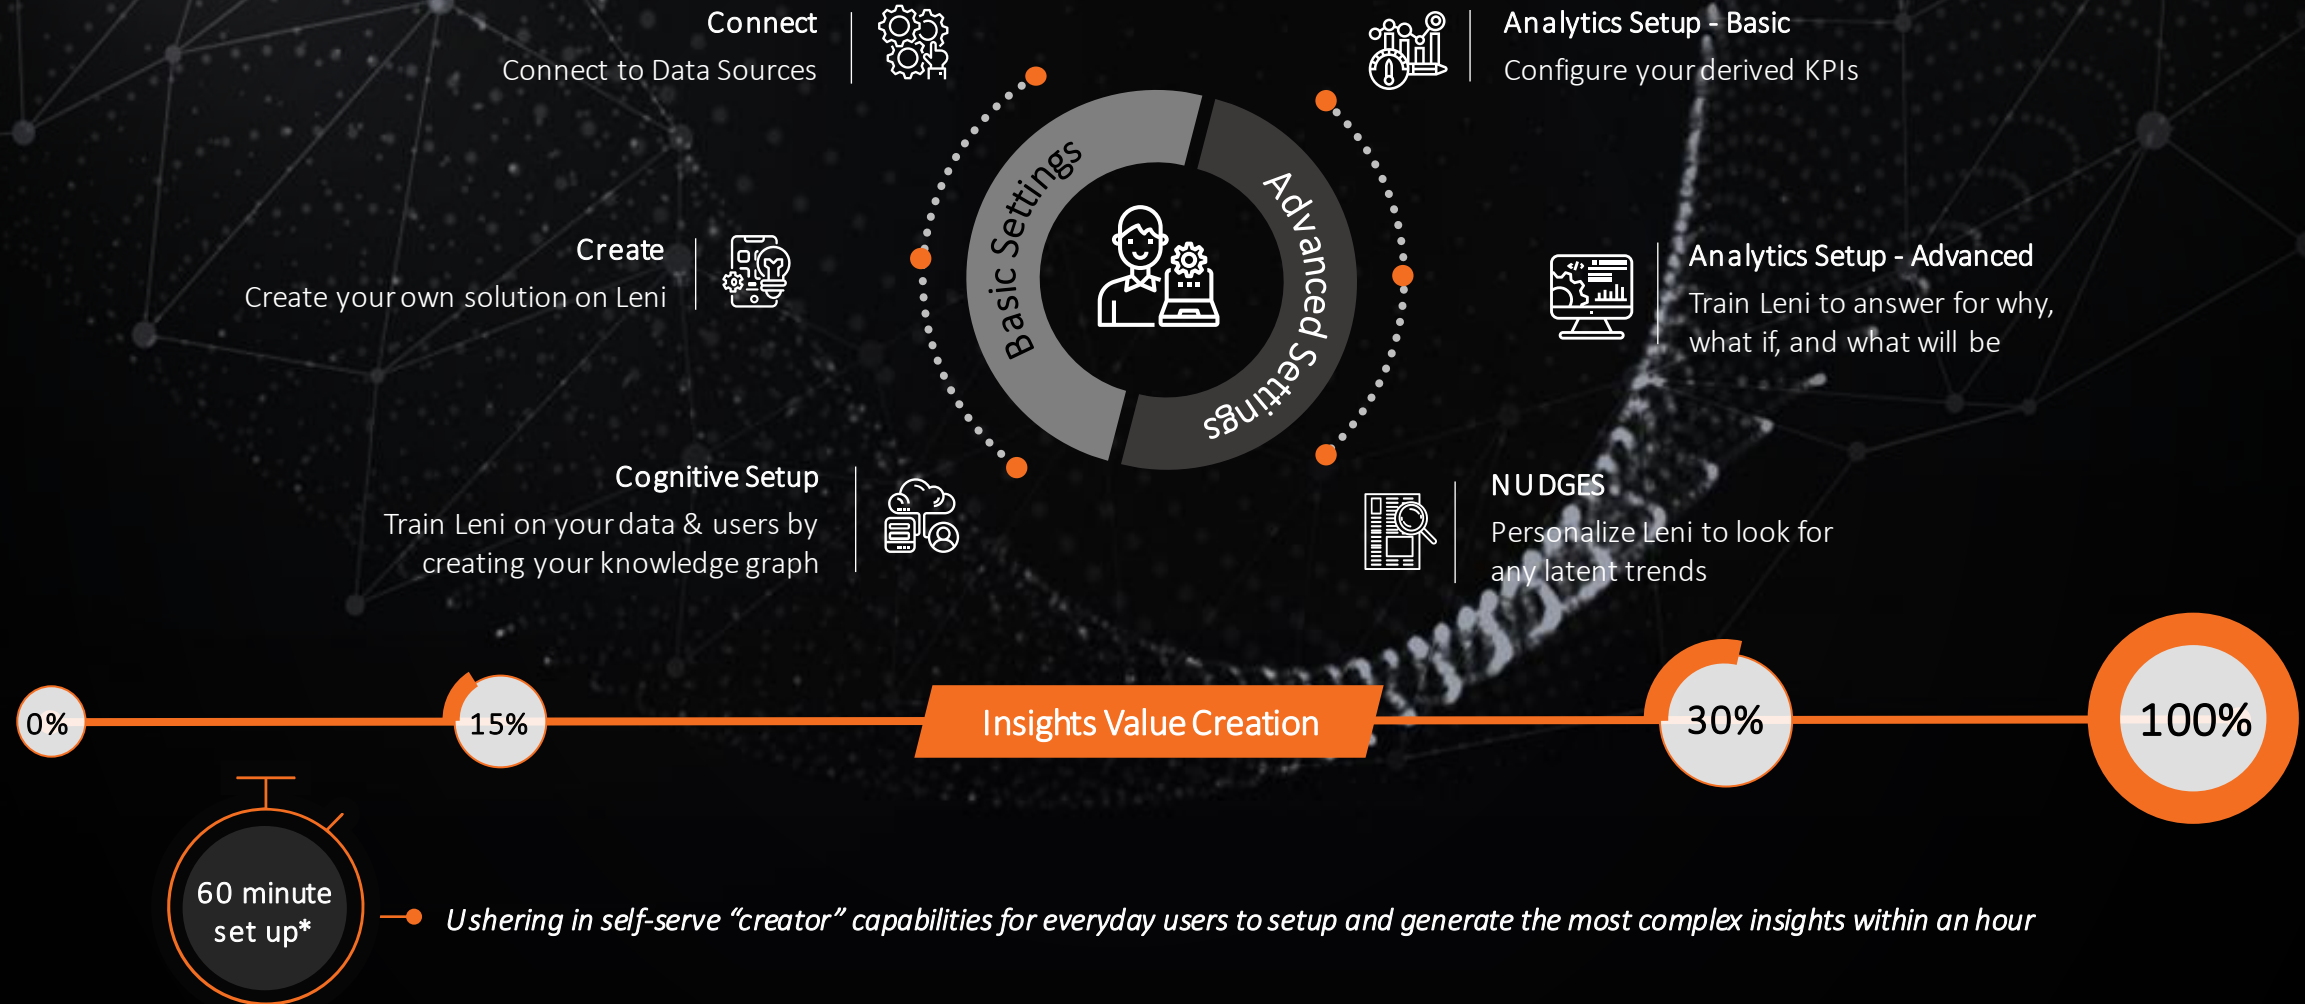 Connect
Connect to Data Sources
Create
Create your own solution on Leni
Cognitive Setup
Train Leni on your data & users by
creating your knowledge graph
Basic Settings
Advanced Settings
Analytics Setup - Basic
Configure your derived KPIs
Analytics Setup - Advanced
Train Leni to answer for why,
what if, and what will be
NUDGES
Personalize Leni to look for
any latent trends
0%
15%
Insights Value Creation
30%
100%
60 minute
set up*
Ushering in self-serve “creator” capabilities for everyday users to setup and generate the most complex insights within an hour